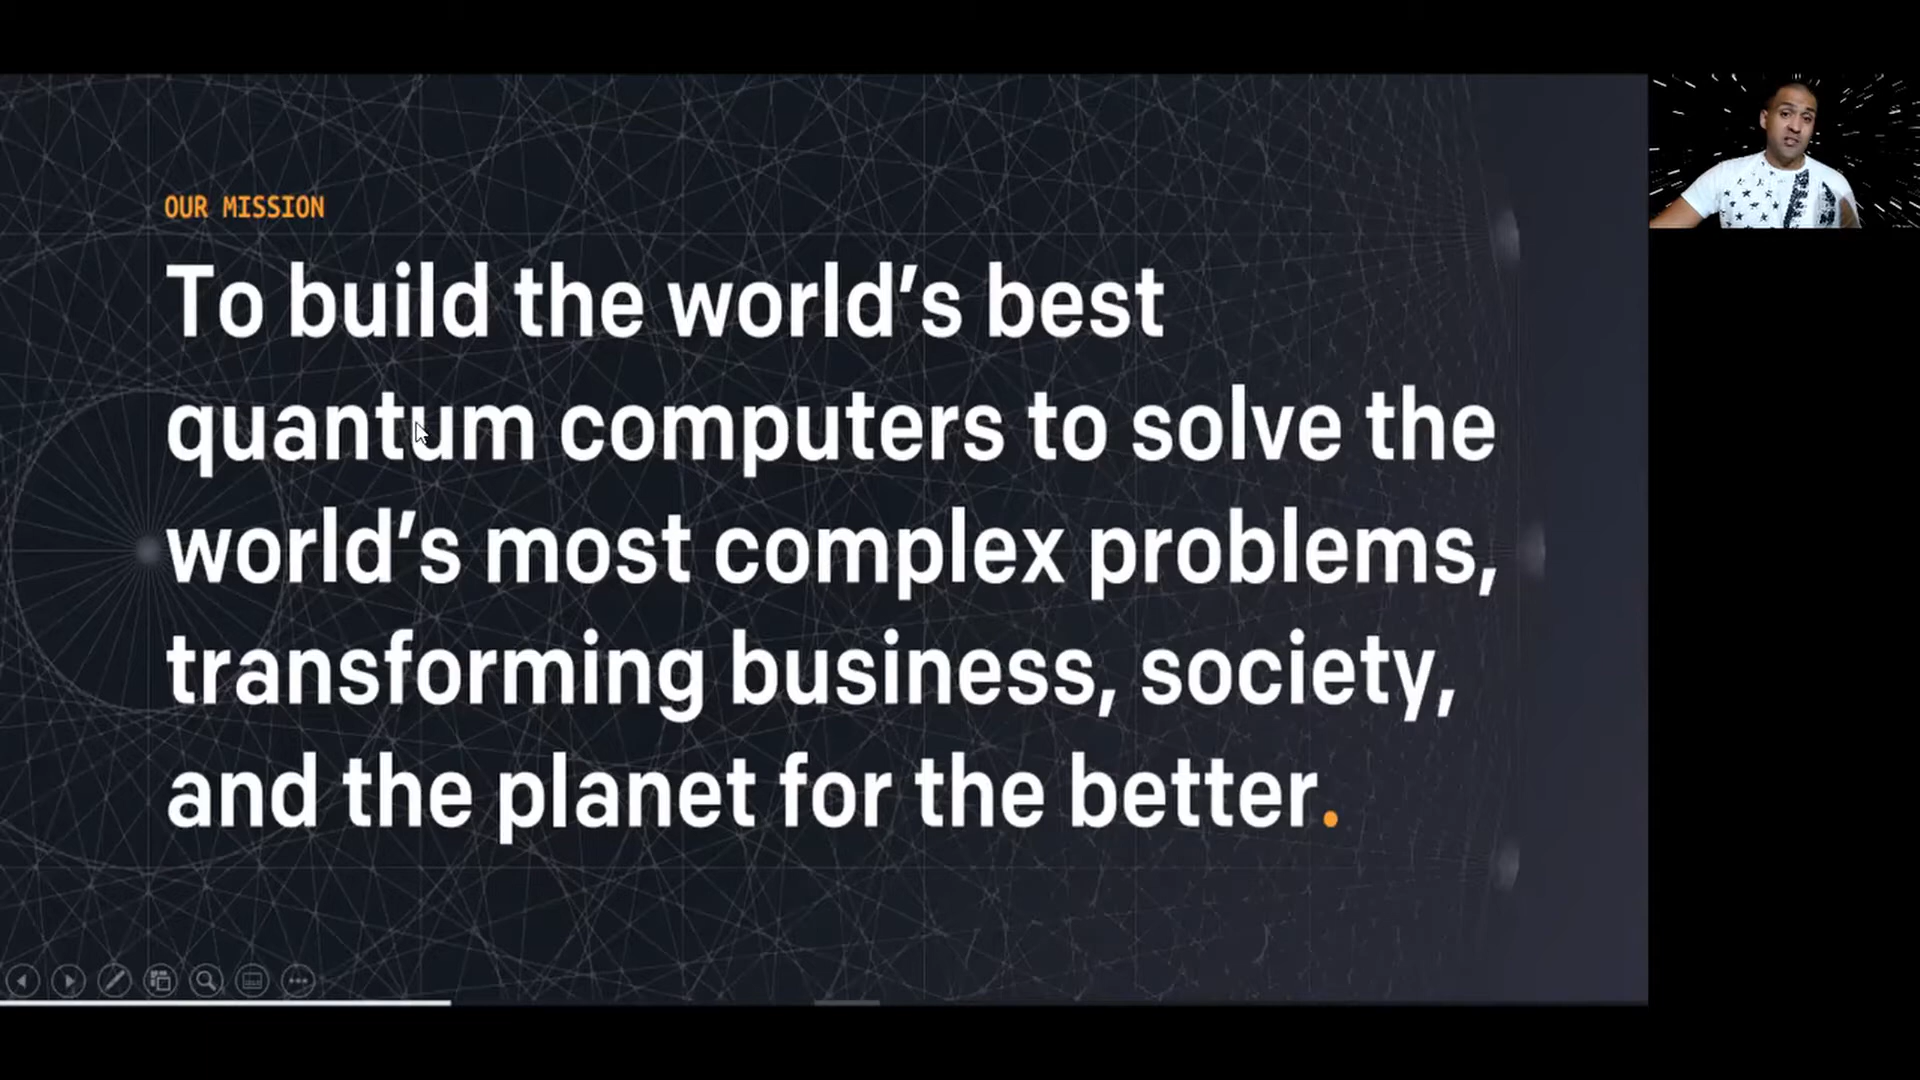 OUR MISSION
To build the world’s best
quantum computers to solve the
world’s most complex problems,
transforming business, society,
and the planet for the better.